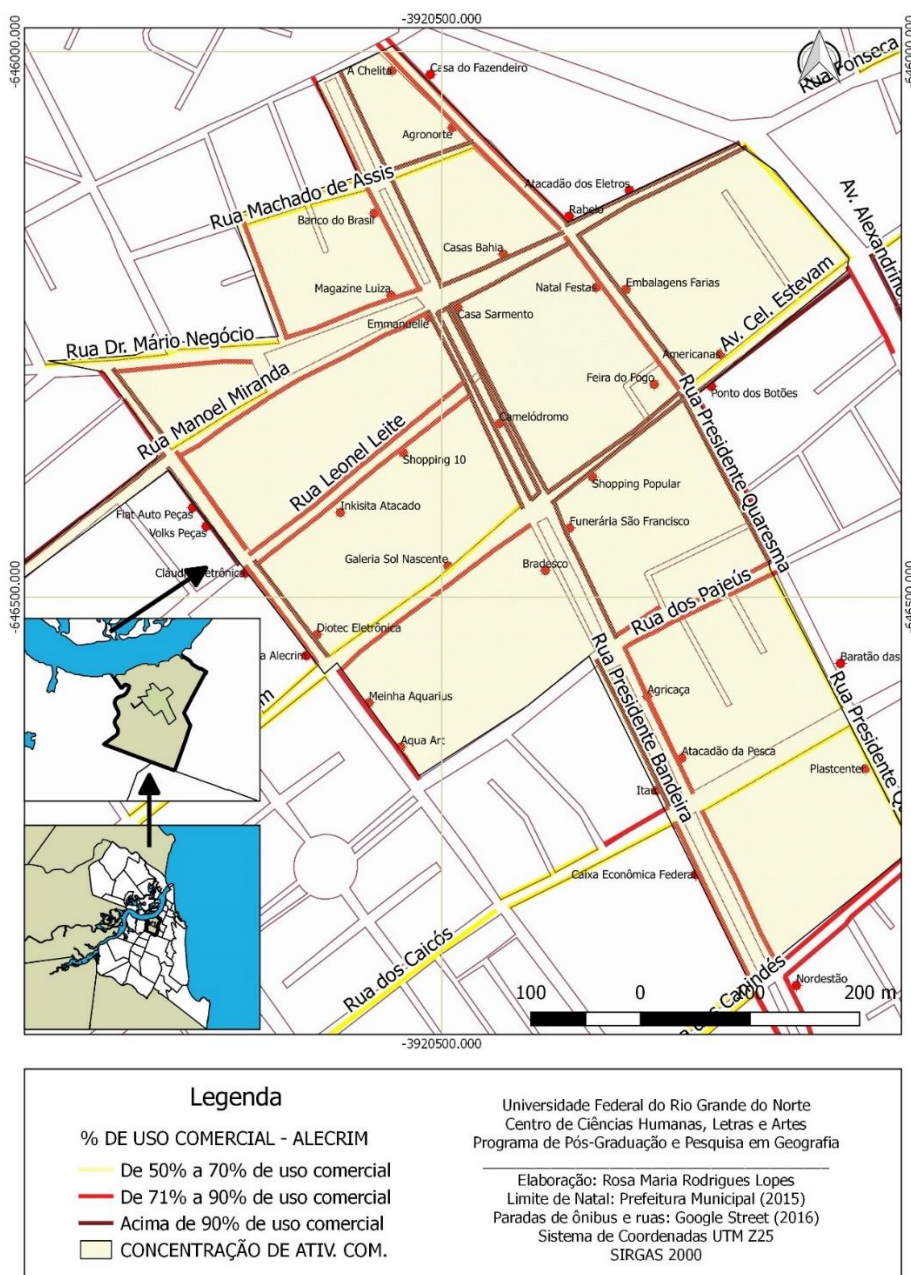 -3920500.000
-646000.000
-646000.000
Rua Fonseca
A Chelita
Casa do Fazendeiro
Agronorte
Rua Machado de Assis
Atacadão dos Eletros
Rabelo
Av. Alexandrino
Banco do Brasil
Casas Bahia
Magazine Luiza
Natal Festas
Embalagens Farias
Emmanuelle
Casa Sarmento
Av. Cel. Estevam
Rua Dr. Mário Negócio
Americanas
Feira do Fogo
Ponto dos Botões
Rua Manoel Miranda
Camelódromo
Rua Leonel Leite
Shopping 10
Rua Presidente Quaresma
Shopping Popular
Inkisita Atacado
Fiat Auto Peças
Volks Peças
Funerária São Francisco
Galeria Sol Nascente
Bradesco
-646500.000
-646500.000
Rua dos Pajeús
Diotec Eletrônica
a Alecrim
Baratão das
Rua Presidente Bandeira
Meinha Aquarius
Agricaça
Rua Presidente Q
Aqua Art
Atacadão da Pesca
Plastcenter
Itaú
Caixa Econômica Federal
Rua dos Caicós
Nordestão
100 0 100 200 m
-3920500.000
Legenda
% DE USO COMERCIAL - ALECRIM
De 50% a 70% de uso comercial
De 71% a 90% de uso comercial
Acima de 90% de uso comercial
CONCENTRAÇÃO DE ATIV. COM.
Universidade Federal do Rio Grande do Norte
Centro de Ciências Humanas, Letras e Artes
Programa de Pós-Graduação e Pesquisa em Geografia
Elaboração: Rosa Maria Rodrigues Lopes
Limite de Natal: Prefeitura Municipal (2015)
Paradas de ônibus e ruas: Google Street (2016)
Sistema de Coordenadas UTM Z25
SIRGAS 2000